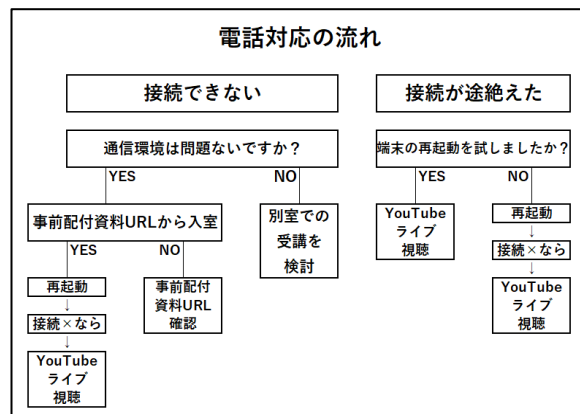 電話対応の流れ
接続できない
接続が途絶えた
通信環境は問題ないですか？
端末の再起動を試しましたか？
YES
NO
YES
NO
事前配付資料URLから入室
別室での
受講を
検討
YouTube
ライブ
視聴
再起動
↓
接続×なら
↓
YouTube
ライブ
視聴
YES
NO
再起動
↓
接続×なら
↓
YouTube
ライブ
視聴
事前配付
資料URL
確認